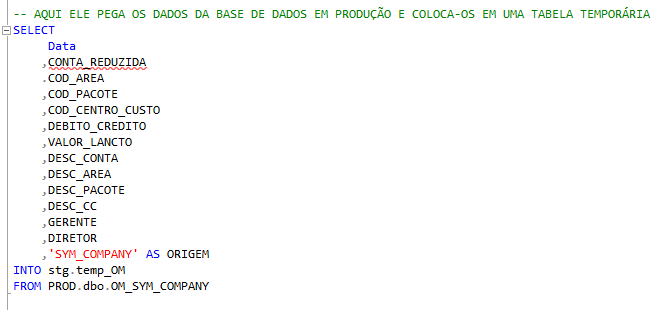 -- AQUI ELE PEGA OS DADOS DA BASE DE DADOS EM PRODUÇÃO E COLOCA-OS EM UMA TABELA TEMPORÁRIA
SELECT
Data
,CONTA_REDUZIDA
.COD_AREA
,COD_PACOTE
,COD_CENTRO_CUSTO
,DEBITO_CREDITO
,VALOR_LANCTO
,DESC_CONTA
,DESC_AREA
,DESC_PACOTE
,DESC_CC
,GERENTE
,DIRETOR
,'SYM_COMPANY' AS ORIGEM
INTO stg.temp_OM
FROM PROD.dbo.OM_SYM_COMPANY